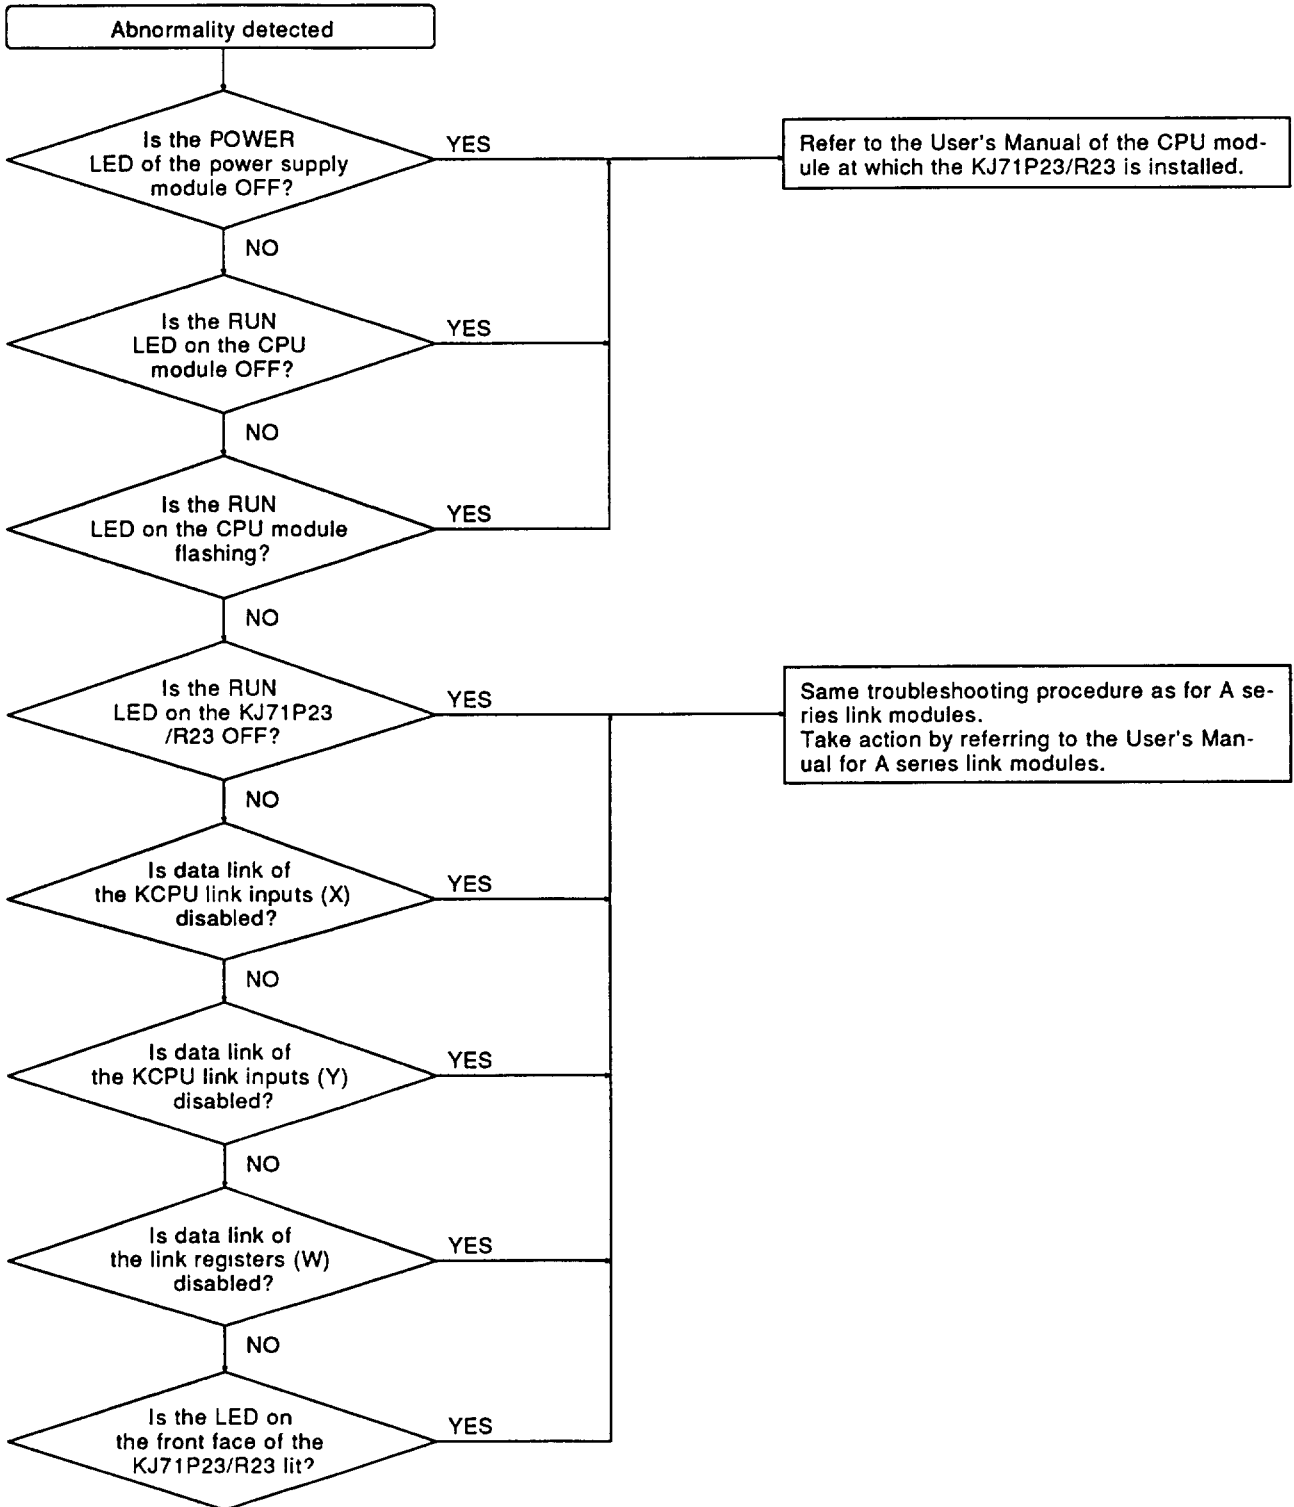 Abnormality detected
Is the POWER
LED of the power supply
module OFF?
YES
Refer to the User's Manual of the CPU mod-
ule at which the KJ71P23/R23 is installed.
NO
Is the RUN
LED on the CPU
module OFF?
YES
NO
Is the RUN
LED on the CPU module
flashing?
YES
NO
Is the RUN
LED on the KJ71P23
/R23 OFF?
YES
Same troubleshooting procedure as for A se-
ries link modules.
Take action by referring to the User's Man-
ual for A series link modules.
NO
Is data link of
the KCPU link inputs (X)
disabled?
YES
NO
Is data link of
the KCPU link inputs (Y)
disabled?
YES
NO
Is data link of
the link registers (W)
disabled?
YES
NO
Is the LED on
the front face of the
KJ71P23/R23 lit?
YES